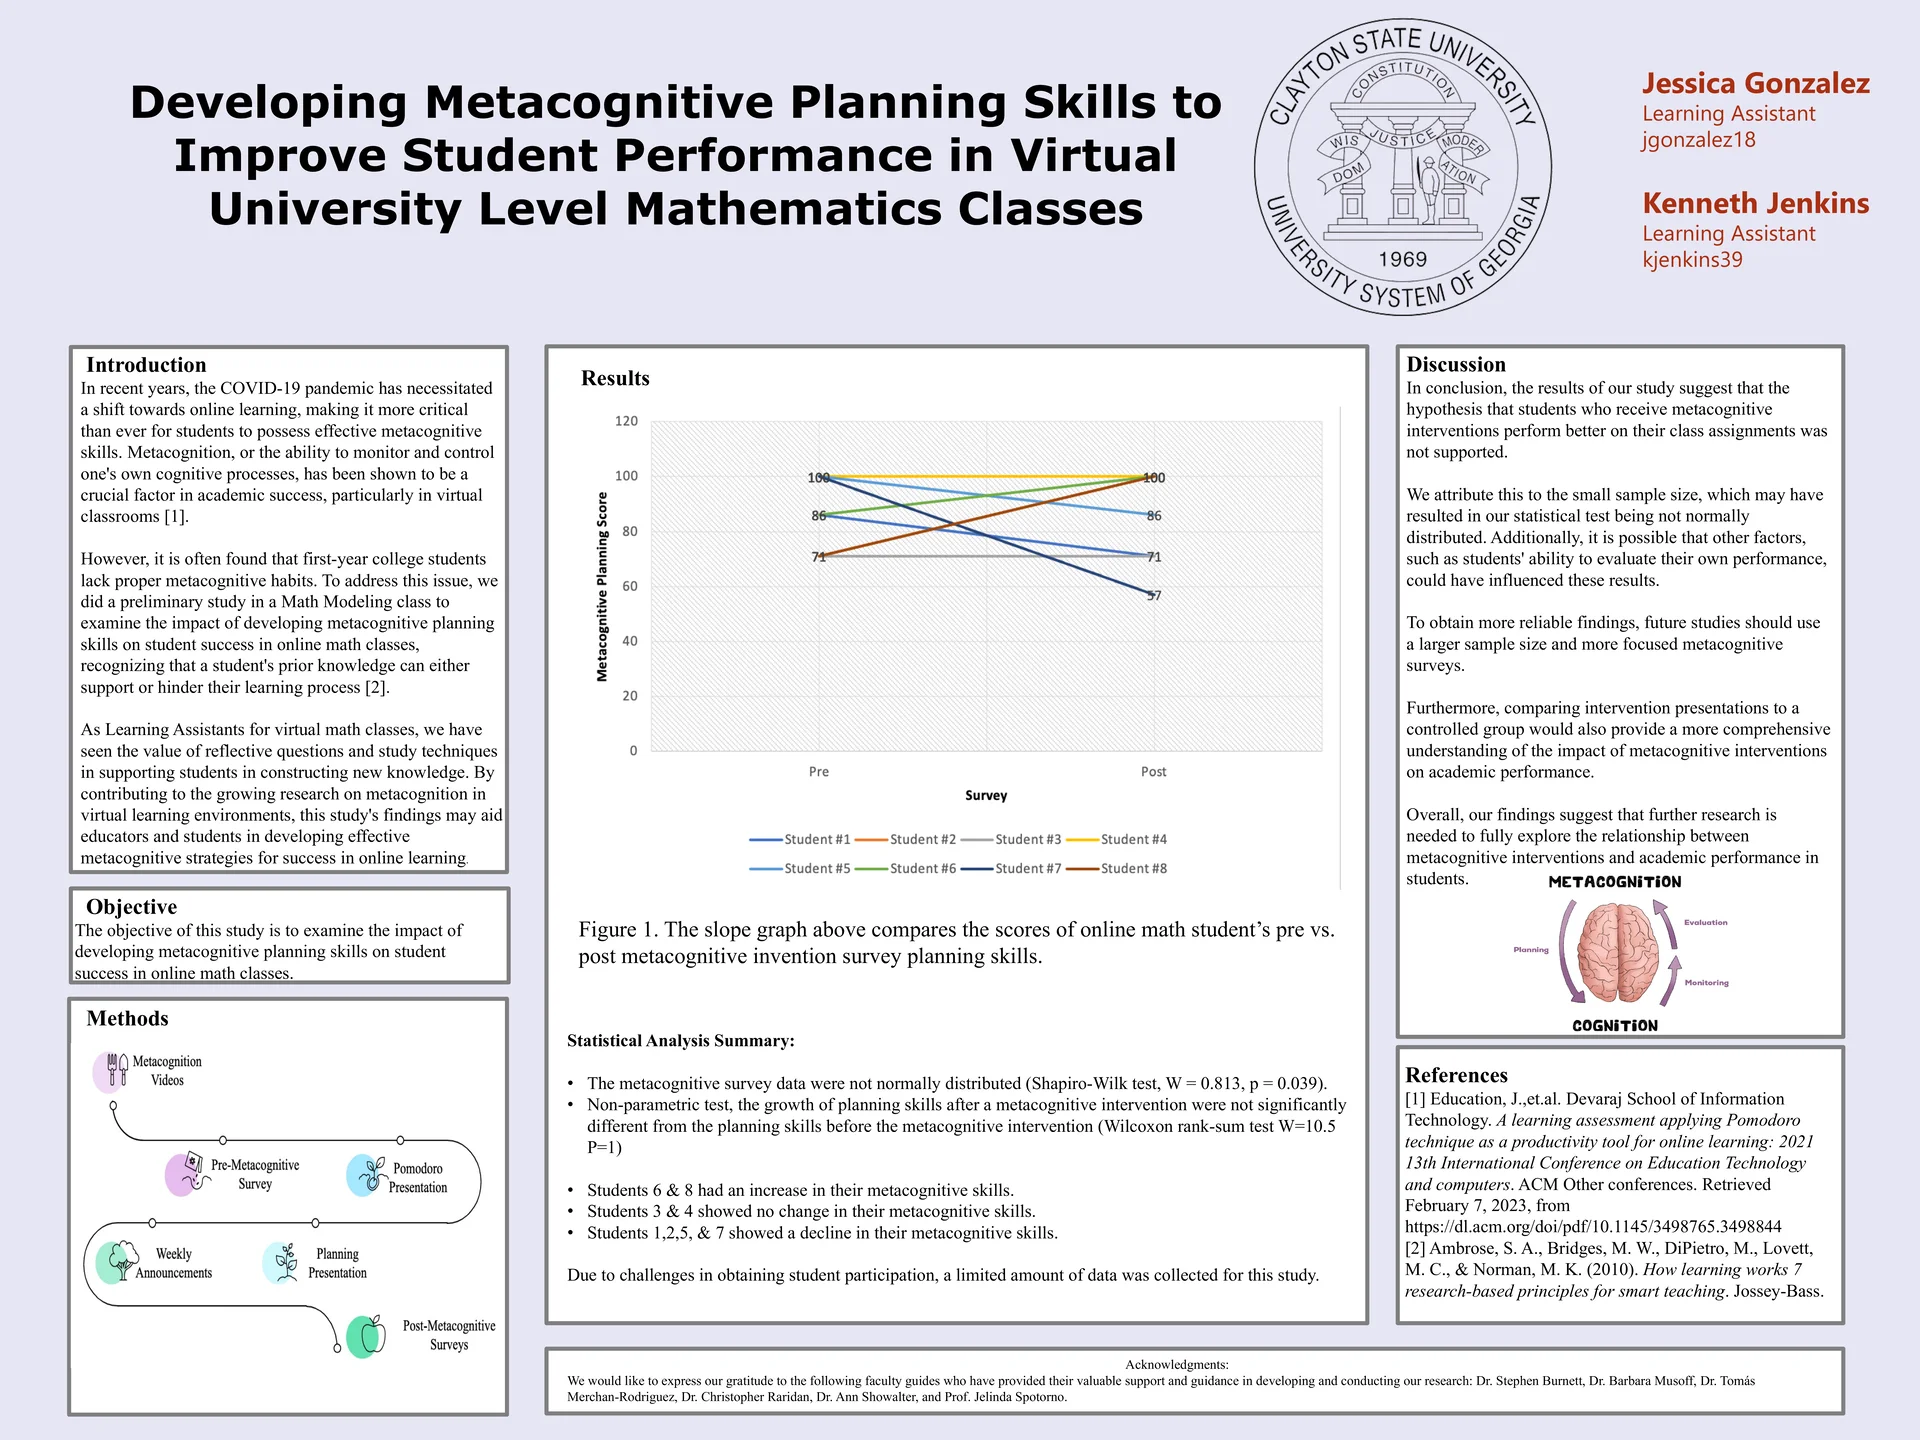 Developing Metacognitive Planning Skills to
Improve Student Performance in Virtual
University Level Mathematics Classes
CLAYTON STATE UNIVERSITY
CONSTITUTION
WIS
DOM
JUSTICE
MODER
ATION
1969
UNIVERSITY SYSTEM OF GEORGIA
Jessica Gonzalez
Learning Assistant
jgonzalez18
Kenneth Jenkins
Learning Assistant
kjenkins39
Introduction
In recent years, the COVID-19 pandemic has necessitated
a shift towards online learning, making it more critical
than ever for students to possess effective metacognitive
skills. Metacognition, or the ability to monitor and control
one's own cognitive processes, has been shown to be a
crucial factor in academic success, particularly in virtual
classrooms [1].
However, it is often found that first-year college students
lack proper metacognitive habits. To address this issue, we
did a preliminary study in a Math Modeling class to
examine the impact of developing metacognitive planning
skills on student success in online math classes,
recognizing that a student's prior knowledge can either
support or hinder their learning process [2].
As Learning Assistants for virtual math classes, we have
seen the value of reflective questions and study techniques
in supporting students in constructing new knowledge. By
contributing to the growing research on metacognition in
virtual learning environments, this study's findings may aid
educators and students in developing effective
metacognitive strategies for success in online learning.
Objective
The objective of this study is to examine the impact of
developing metacognitive planning skills on student
success in online math classes.
Methods
Metacognition
Videos
Pre-Metacognitive
Survey
Pomodoro
Presentation
Weekly
Announcements
Planning
Presentation
Post-Metacognitive
Surveys
Results
Metacognitive Planning Score
120
100
80
60
40
20
0
100
86
71
100
86
71
57
Pre
Post
Survey
Student #1
Student #2
Student #3
Student #4
Student #5
Student #6
Student #7
Student #8
Figure 1. The slope graph above compares the scores of online math student’s pre vs.
post metacognitive invention survey planning skills.
Statistical Analysis Summary:
• The metacognitive survey data were not normally distributed (Shapiro-Wilk test, W = 0.813, p = 0.039).
• Non-parametric test, the growth of planning skills after a metacognitive intervention were not significantly
different from the planning skills before the metacognitive intervention (Wilcoxon rank-sum test W=10.5
P=1)
• Students 6 & 8 had an increase in their metacognitive skills.
• Students 3 & 4 showed no change in their metacognitive skills.
• Students 1,2,5, & 7 showed a decline in their metacognitive skills.
Due to challenges in obtaining student participation, a limited amount of data was collected for this study.
Discussion
In conclusion, the results of our study suggest that the
hypothesis that students who receive metacognitive
interventions perform better on their class assignments was
not supported.
We attribute this to the small sample size, which may have
resulted in our statistical test being not normally
distributed. Additionally, it is possible that other factors,
such as students' ability to evaluate their own performance,
could have influenced these results.
To obtain more reliable findings, future studies should use
a larger sample size and more focused metacognitive
surveys.
Furthermore, comparing intervention presentations to a
controlled group would also provide a more comprehensive
understanding of the impact of metacognitive interventions
on academic performance.
Overall, our findings suggest that further research is
needed to fully explore the relationship between
metacognitive interventions and academic performance in
students.
METACOGNITION
Planning
Evaluation
Monitoring
COGNITION
References
[1] Education, J.,et.al. Devaraj School of Information
Technology. A learning assessment applying Pomodoro
technique as a productivity tool for online learning: 2021
13th International Conference on Education Technology
and computers. ACM Other conferences. Retrieved
February 7, 2023, from
https://dl.acm.org/doi/pdf/10.1145/3498765.3498844
[2] Ambrose, S. A., Bridges, M. W., DiPietro, M., Lovett,
M. C., & Norman, M. K. (2010). How learning works 7
research-based principles for smart teaching. Jossey-Bass.
Acknowledgments:
We would like to express our gratitude to the following faculty guides who have provided their valuable support and guidance in developing and conducting our research: Dr. Stephen Burnett, Dr. Barbara Musoff, Dr. Tomás
Merchan-Rodriguez, Dr. Christopher Raridan, Dr. Ann Showalter, and Prof. Jelinda Spotorno.